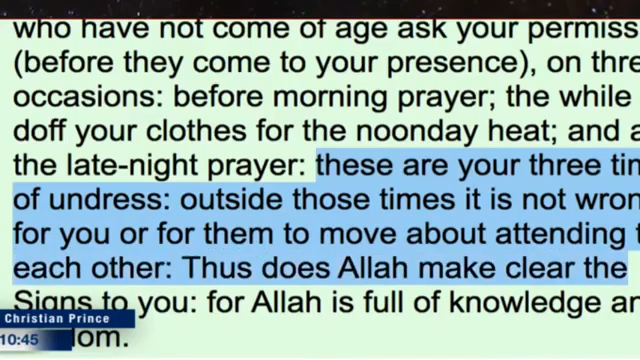 who have not come of age ask your permiss
(before they come to your presence), on thre
occasions: before morning prayer; the while
doff your clothes for the noonday heat; and a
the late-night prayer: these are your three tim
of undress: outside those times it is not wron
for you or for them to move about attending t
each other: Thus does Allah make clear the
Signs to you: for Allah is full of knowledge an
dom.
Christian Prince
10:45